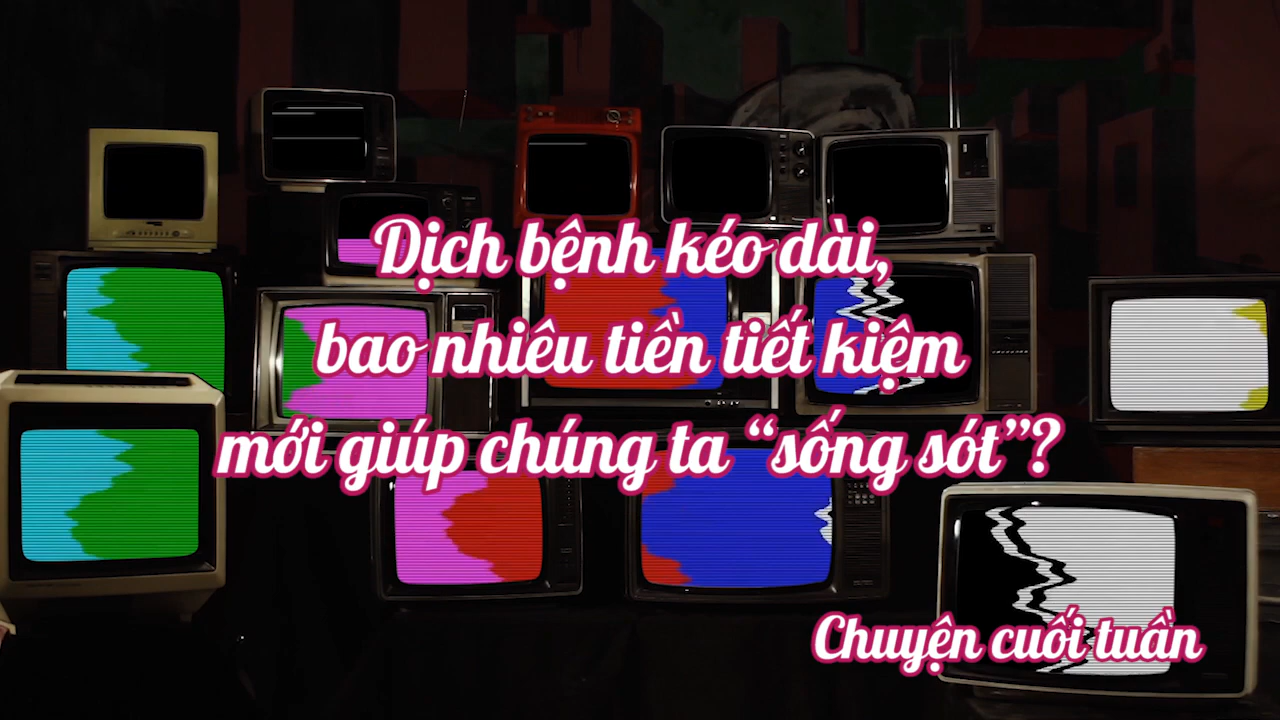 Dịch bệnh kéo dài,
bao nhiêu tiền tiết kiệm
mới giúp chúng ta “sống sót”?
Chuyện cuối tuần